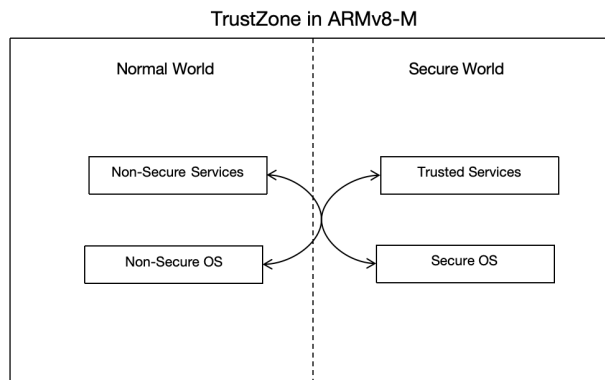 TrustZone in ARMv8-M
Normal World
Secure World
Non-Secure Services
Trusted Services
Non-Secure OS
Secure OS